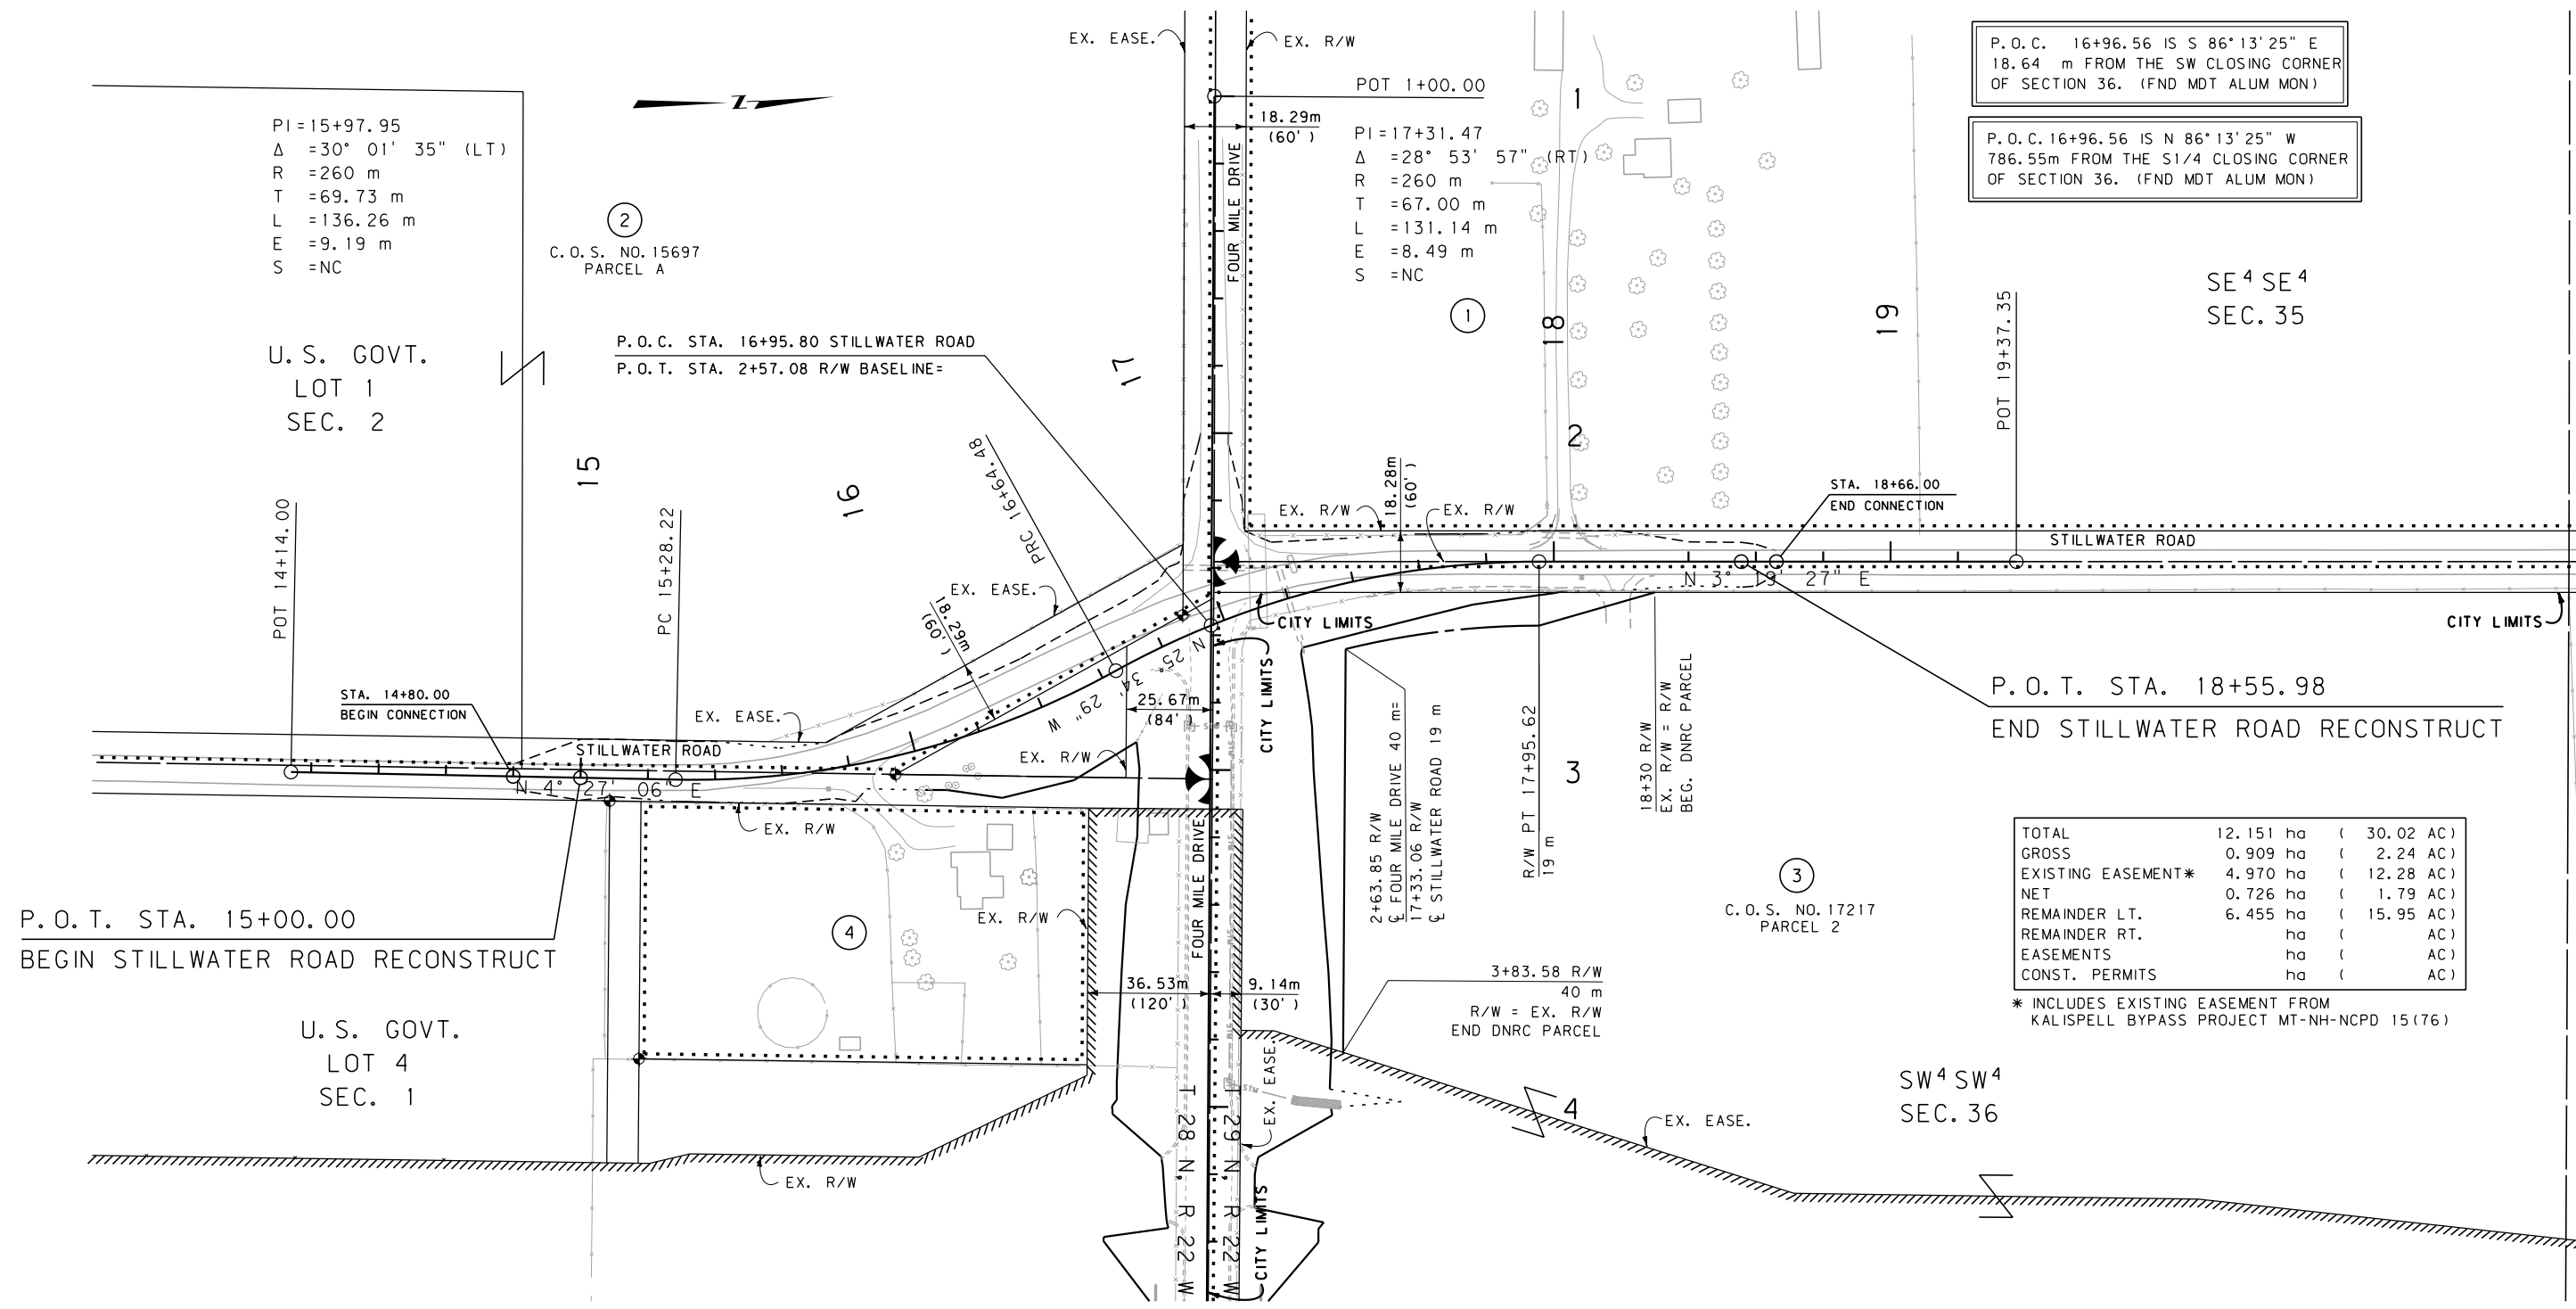 EX. EASE.
EX. R/W
POT 1+00.00
P.O.C. 16+96.56 IS S 86°13'25" E
18.64 m FROM THE SW CLOSING CORNER
OF SECTION 36. (FND MDT ALUM MON)
P.O.C.16+96.56 IS N 86°13'25" W
786.55m FROM THE S1/4 CLOSING CORNER
OF SECTION 36. (FND MDT ALUM MON)
Z
PI=15+97.95
Δ =30° 01' 35" (LT)
R =260 m
T =69.73 m
L =136.26 m
E =9.19 m
S =NC
2
C.O.S. NO.15697
PARCEL A
18.29m
(60')
FOUR MILE DRIVE
PI=17+31.47
Δ =28° 53' 57" (RT)
R =260 m
T =67.00 m
L =131.14 m
E =8.49 m
S =NC
1
1
18
2
19
SE⁴ SE⁴
SEC.35
U.S. GOVT.
LOT 1
SEC. 2
P.O.C. STA. 16+95.80 STILLWATER ROAD
P.O.T. STA. 2+57.08 R/W BASELINE=
17
15
16
POT 14+14.00
PC 15+28.22
PRC 16+64.48
POT 19+37.35
18.28m
(60')
EX. R/W
EX. R/W
STA. 18+66.00
END CONNECTION
STILLWATER ROAD
N 3° 19' 27" E
CITY LIMITS
EX. EASE.
18.29m
(60')
CITY LIMITS
CITY LIMITS
N 25° 34' 29" W
25.67m
(84')
STA. 14+80.00
BEGIN CONNECTION
EX. EASE.
STILLWATER ROAD
N 4° 27' 06" E
EX. R/W
EX. R/W
P.O.T. STA. 18+55.98
END STILLWATER ROAD RECONSTRUCT
2+63.85 R/W
℄ FOUR MILE DRIVE 40 m=
17+33.06 R/W
℄ STILLWATER ROAD 19 m
R/W PT 17+95.62
19 m
3
18+30 R/W
EX. R/W = R/W
BEG. DNRC PARCEL
TOTAL 12.151 ha ( 30.02 AC)
GROSS 0.909 ha ( 2.24 AC)
EXISTING EASEMENT* 4.970 ha ( 12.28 AC)
NET 0.726 ha ( 1.79 AC)
REMAINDER LT. 6.455 ha ( 15.95 AC)
REMAINDER RT. ha ( AC)
EASEMENTS ha ( AC)
CONST. PERMITS ha ( AC)
* INCLUDES EXISTING EASEMENT FROM
KALISPELL BYPASS PROJECT MT-NH-NCPD 15(76)
P.O.T. STA. 15+00.00
BEGIN STILLWATER ROAD RECONSTRUCT
4
EX. R/W
FOUR MILE DRIVE
3
C.O.S. NO.17217
PARCEL 2
36.53m
(120')
9.14m
(30')
3+83.58 R/W
40 m
R/W = EX. R/W
END DNRC PARCEL
U.S. GOVT.
LOT 4
SEC. 1
EX. R/W
STM
EX. EASE.
4
EX. EASE.
SW⁴ SW⁴
SEC.36
T 28 N, R 22 W
T 29 N, R 22 W
CITY LIMITS